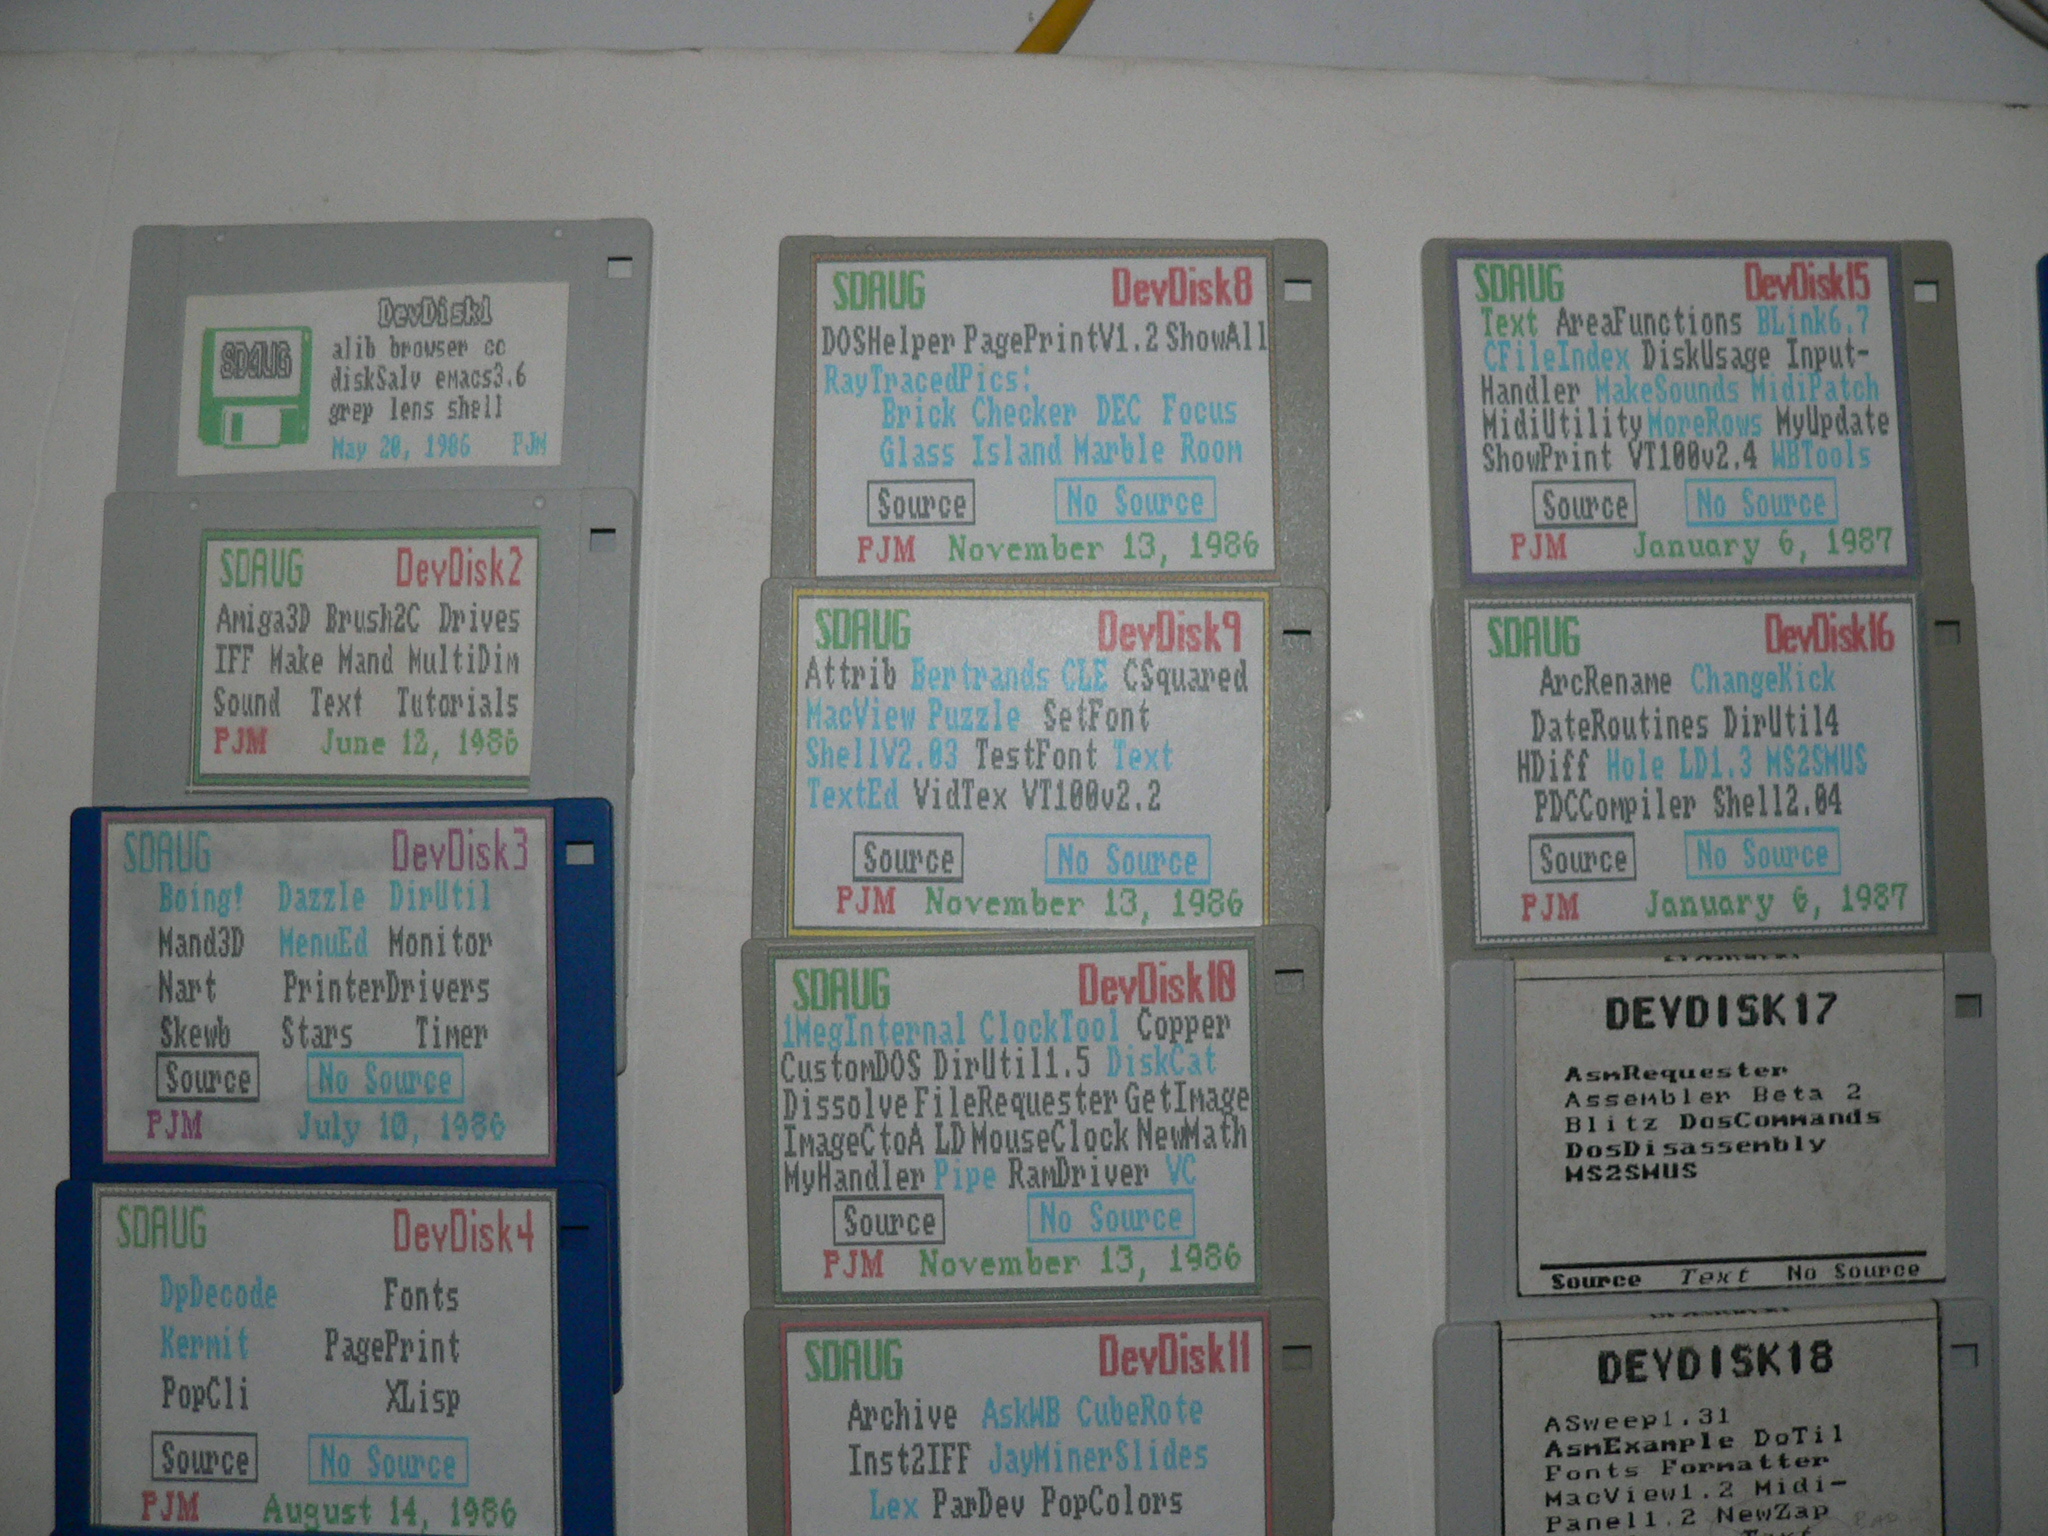 DevDisk1
SDAUG
alib browser cc
diskSalv emacs3.6
grep lens shell
May 20, 1986 PJM
SDAUG DevDisk2
Amiga3D Brush2C Drives
IFF Make Mand MultiDim
Sound Text Tutorials
PJM June 12, 1986
SDAUG DevDisk3
Boing! Dazzle DirUtil
Mand3D MenuEd Monitor
Nart PrinterDrivers
Skewb Stars Timer
Source No Source
PJM July 10, 1986
SDAUG DevDisk4
DpDecode Fonts
Kermit PagePrint
PopCli XLisp
Source No Source
PJM August 14, 1986
SDAUG DevDisk8
DOSHelper PagePrintV1.2 ShowAll
RayTracedPics:
Brick Checker DEC Focus
Glass Island Marble Room
Source No Source
PJM November 13, 1986
SDAUG DevDisk9
Attrib Bertrands CLE CSquared
MacView Puzzle SetFont
ShellV2.03 TestFont Text
TextEd VidTex VT100v2.2
Source No Source
PJM November 13, 1986
SDAUG DevDisk10
1MegInternal ClockTool Copper
CustomDOS DirUtil1.5 DiskCat
Dissolve FileRequester GetImage
ImageCtoA LD MouseClock NewMath
MyHandler Pipe RamDriver VC
Source No Source
PJM November 13, 1986
SDAUG DevDisk11
Archive AskWB CubeRote
Inst2IFF JayMinerSlides
Lex ParDev PopColors
SDAUG DevDisk15
Text AreaFunctions BLink6.7
CFileIndex DiskUsage Input-
Handler MakeSounds MidiPatch
MidiUtility MoreRows MyUpdate
ShowPrint VT100v2.4 WBTools
Source No Source
PJM January 6, 1987
SDAUG DevDisk16
ArcRename ChangeKick
DateRoutines DirUtil4
HDiff Hole LD1.3 MS2SMUS
PDCCompiler Shell2.04
Source No Source
PJM January 6, 1987
DEVDISK17
AsmRequester
Assembler Beta 2
Blitz DosCommands
DosDisassembly
MS2SMUS
Source Text No Source
DEVDISK18
ASweep1.31
AsmExample DoTil
Fonts Formatter
MacView1.2 Midi-
Panel1.2 NewZap